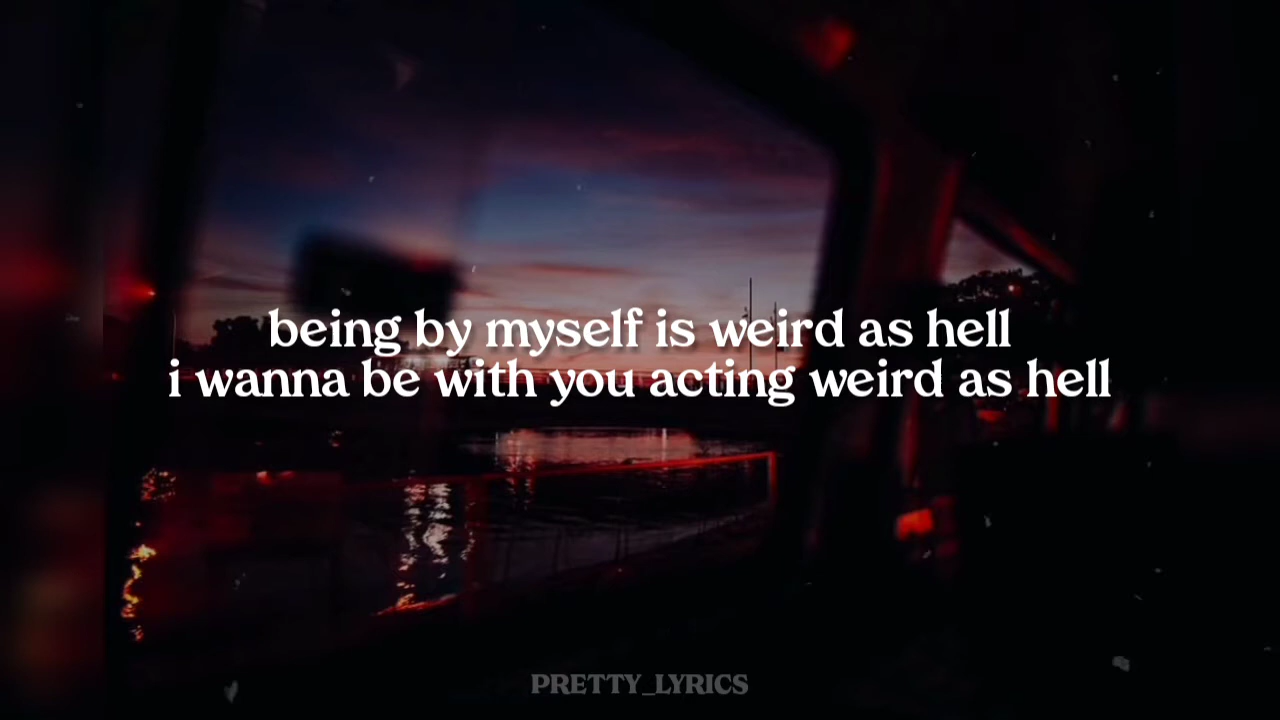 being by myself is weird as hell
i wanna be with you acting weird as hell
PRETTY_LYRICS